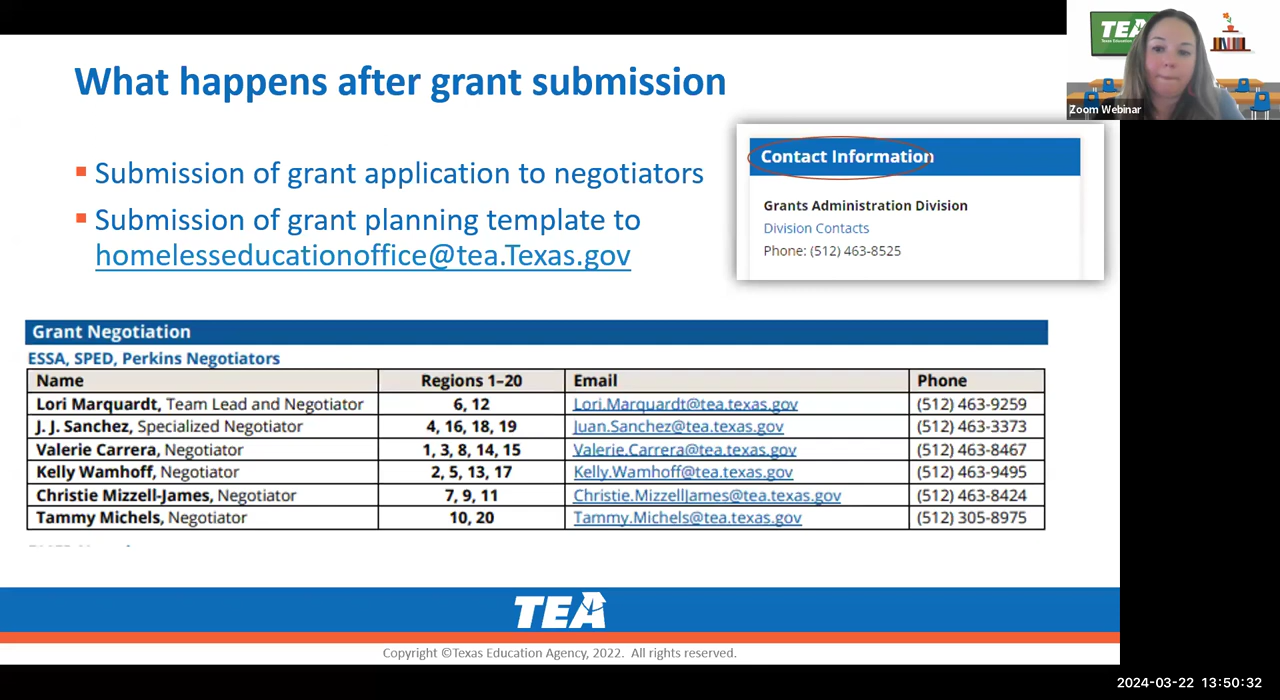 TEA
Texas Education
Zoom Webinar
What happens after grant submission
Submission of grant application to negotiators
Submission of grant planning template to
homelesseducationoffice@tea.Texas.gov
Contact Information
Grants Administration Division
Division Contacts
Phone: (512) 463-8525
Grant Negotiation
ESSA, SPED, Perkins Negotiators
Name Regions 1–20 Email Phone
Lori Marquardt, Team Lead and Negotiator 6, 12 Lori.Marquardt@tea.texas.gov (512) 463-9259
J. J. Sanchez, Specialized Negotiator 4, 16, 18, 19 Juan.Sanchez@tea.texas.gov (512) 463-3373
Valerie Carrera, Negotiator 1, 3, 8, 14, 15 Valerie.Carrera@tea.texas.gov (512) 463-8467
Kelly Wamhoff, Negotiator 2, 5, 13, 17 Kelly.Wamhoff@tea.texas.gov (512) 463-9495
Christie Mizzell-James, Negotiator 7, 9, 11 Christie.MizzellJames@tea.texas.gov (512) 463-8424
Tammy Michels, Negotiator 10, 20 Tammy.Michels@tea.texas.gov (512) 305-8975
TEA
Copyright ©Texas Education Agency, 2022. All rights reserved.
2024-03-22 13:50:32